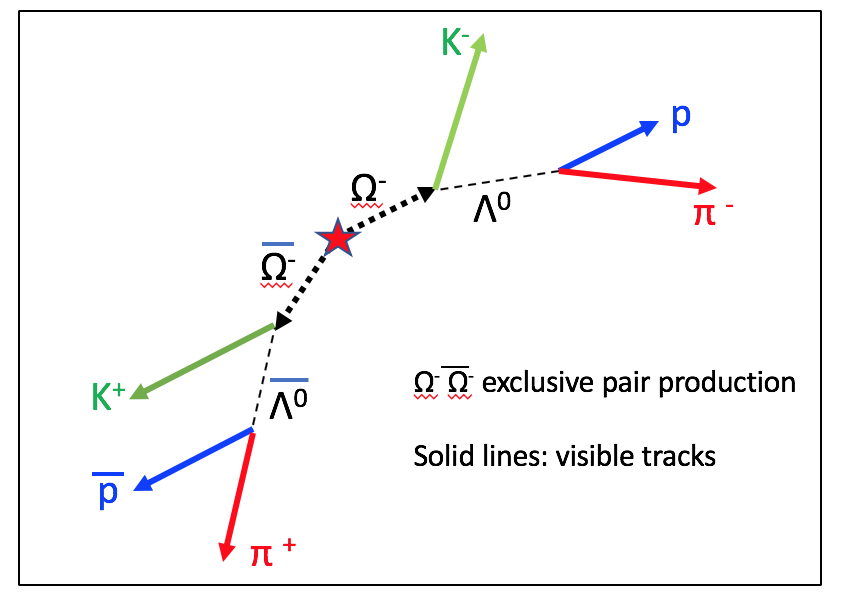 K⁻
p
Ω⁻
Λ⁰
π ⁻
Ω̅⁻
Ω⁻ Ω̅⁻ exclusive pair production
K⁺
Λ̅⁰
Solid lines: visible tracks
p̅
π ⁺